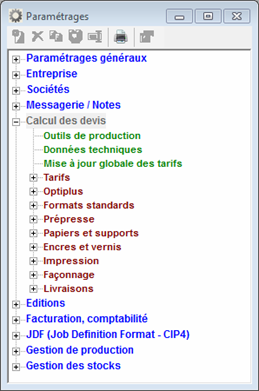 Paramétrages
Paramétrages généraux
Entreprise
Sociétés
Messagerie / Notes
Calcul des devis
Outils de production
Données techniques
Mise à jour globale des tarifs
Tarifs
Optiplus
Formats standards
Prépresse
Papiers et supports
Encres et vernis
Impression
Façonnage
Livraisons
Editions
Facturation, comptabilité
JDF (Job Definition Format - CIP4)
Gestion de production
Gestion des stocks